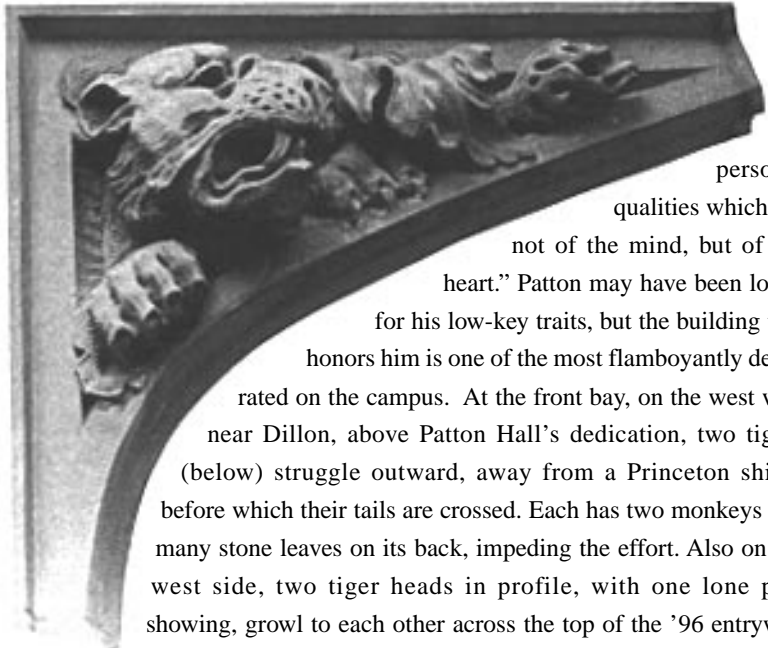 perso
qualities which
not of the mind, but of
heart.” Patton may have been lo
for his low-key traits, but the building
honors him is one of the most flamboyantly de
rated on the campus. At the front bay, on the west w
near Dillon, above Patton Hall’s dedication, two tig
(below) struggle outward, away from a Princeton shi
before which their tails are crossed. Each has two monkeys
many stone leaves on its back, impeding the effort. Also on
west side, two tiger heads in profile, with one lone p
showing, growl to each other across the top of the ’96 entryw